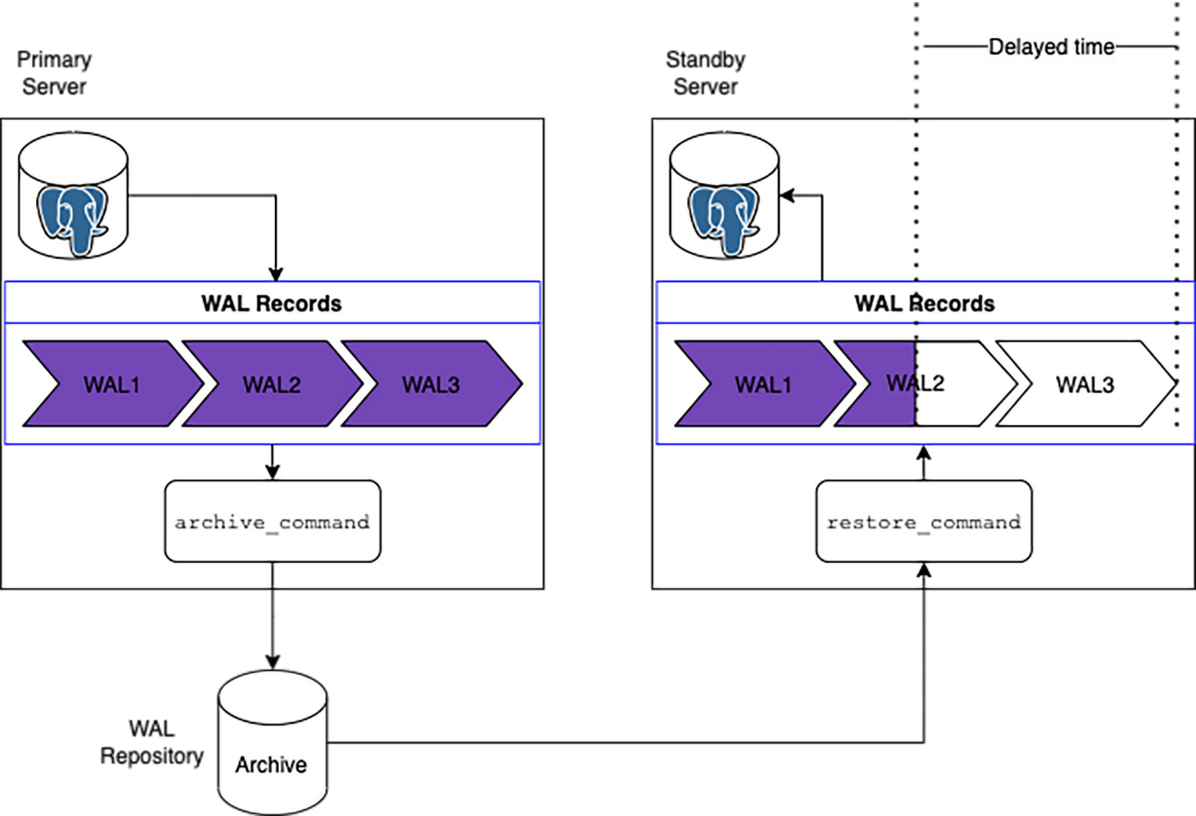 Primary
Server
Standby
Server
Delayed time
WAL Records
WAL1
WAL2
WAL3
archive_command
WAL Records
WAL1
WAL2
WAL3
restore_command
WAL
Repository
Archive